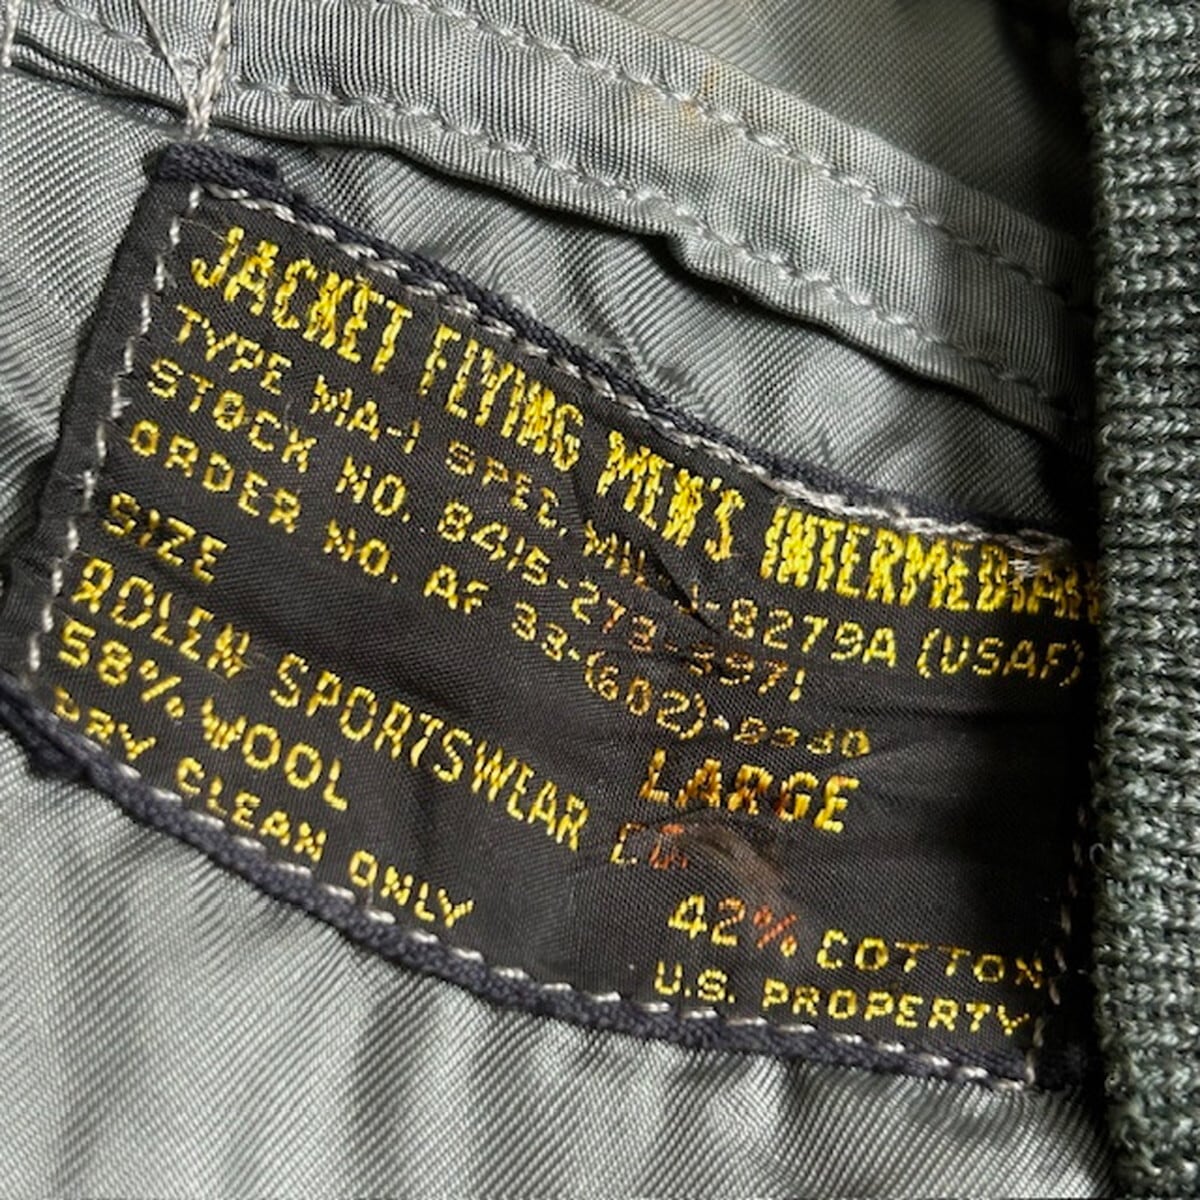 JACKET FLYING MEN'S INTERMEDIATE
TYPE MA-1 SPEC. MIL-J-8279A (USAF)
STOCK NO. 8415-273-3971
ORDER NO. AF 33-(602)-
SIZE LARGE
ROLEN SPORTSWEAR CO.
58% WOOL 42% COTTON
DRY CLEAN ONLY U.S. PROPERTY